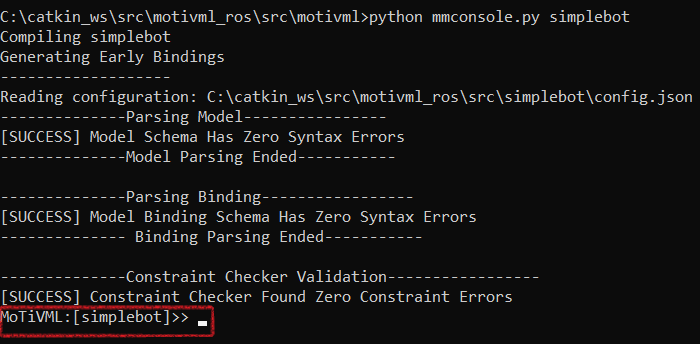 C:\catkin_ws\src\motivml_ros\src\motivml>python mmconsole.py simplebot
Compiling simplebot
Generating Early Bindings
------------------
Reading configuration: C:\catkin_ws\src\motivml_ros\src\simplebot\config.json
--------------Parsing Model----------------
[SUCCESS] Model Schema Has Zero Syntax Errors
--------------Model Parsing Ended-----------

--------------Parsing Binding-----------------
[SUCCESS] Model Binding Schema Has Zero Syntax Errors
-------------- Binding Parsing Ended-----------

--------------Constraint Checker Validation-----------------
[SUCCESS] Constraint Checker Found Zero Constraint Errors
MoTiVML:[simplebot]>> _